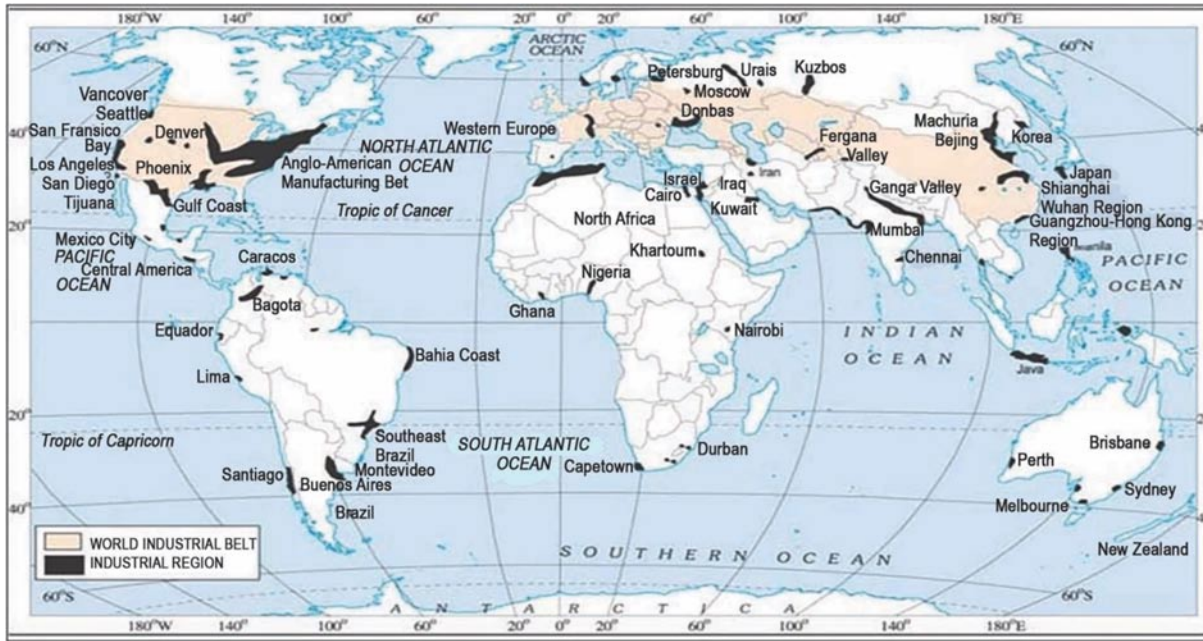 180°W 140° 100° 60° 20° 0° 20° 60° 100° 140° 180°E
60°N
ARCTIC
OCEAN
60°N
Petersburg
Urais
Kuzbos
Moscow
Vancover
Seattle
Donbas
40°
San Fransico
Bay
Denver
Western Europe
NORTH ATLANTIC
OCEAN
Machuria
Bejing
Korea
Fergana
Valley
Los Angeles
Phoenix
Anglo-American
Manufacturing Bet
Iran
Japan
San Diego
Tijuana
Israel
Cairo
Iraq
Ganga Valley
Shianghai
Wuhan Region
Gulf Coast
Tropic of Cancer
Kuwait
20°
North Africa
Mumbal
Guangzhou-Hong Kong
Region
Mexico City
PACIFIC
OCEAN
Central America
Caracos
Khartoum
Chennai
PACIFIC
OCEAN
Nigeria
Bagota
Ghana
Equador
Nairobi
INDIAN
OCEAN
Bahia Coast
Lima
Java
20°
Tropic of Capricorn
Southeast
Brazil
SOUTH ATLANTIC
OCEAN
Durban
Brisbane
Santiago
Montevideo
Capetown
Perth
Buenos Aires
Sydney
40°
Brazil
Melbourne
WORLD INDUSTRIAL BELT
INDUSTRIAL REGION
SOUTHERN OCEAN
New Zealand
60°S
ANTARCTICA
60°S
180°W 140° 100° 60° 20° 0° 20° 60° 100° 140° 180°E